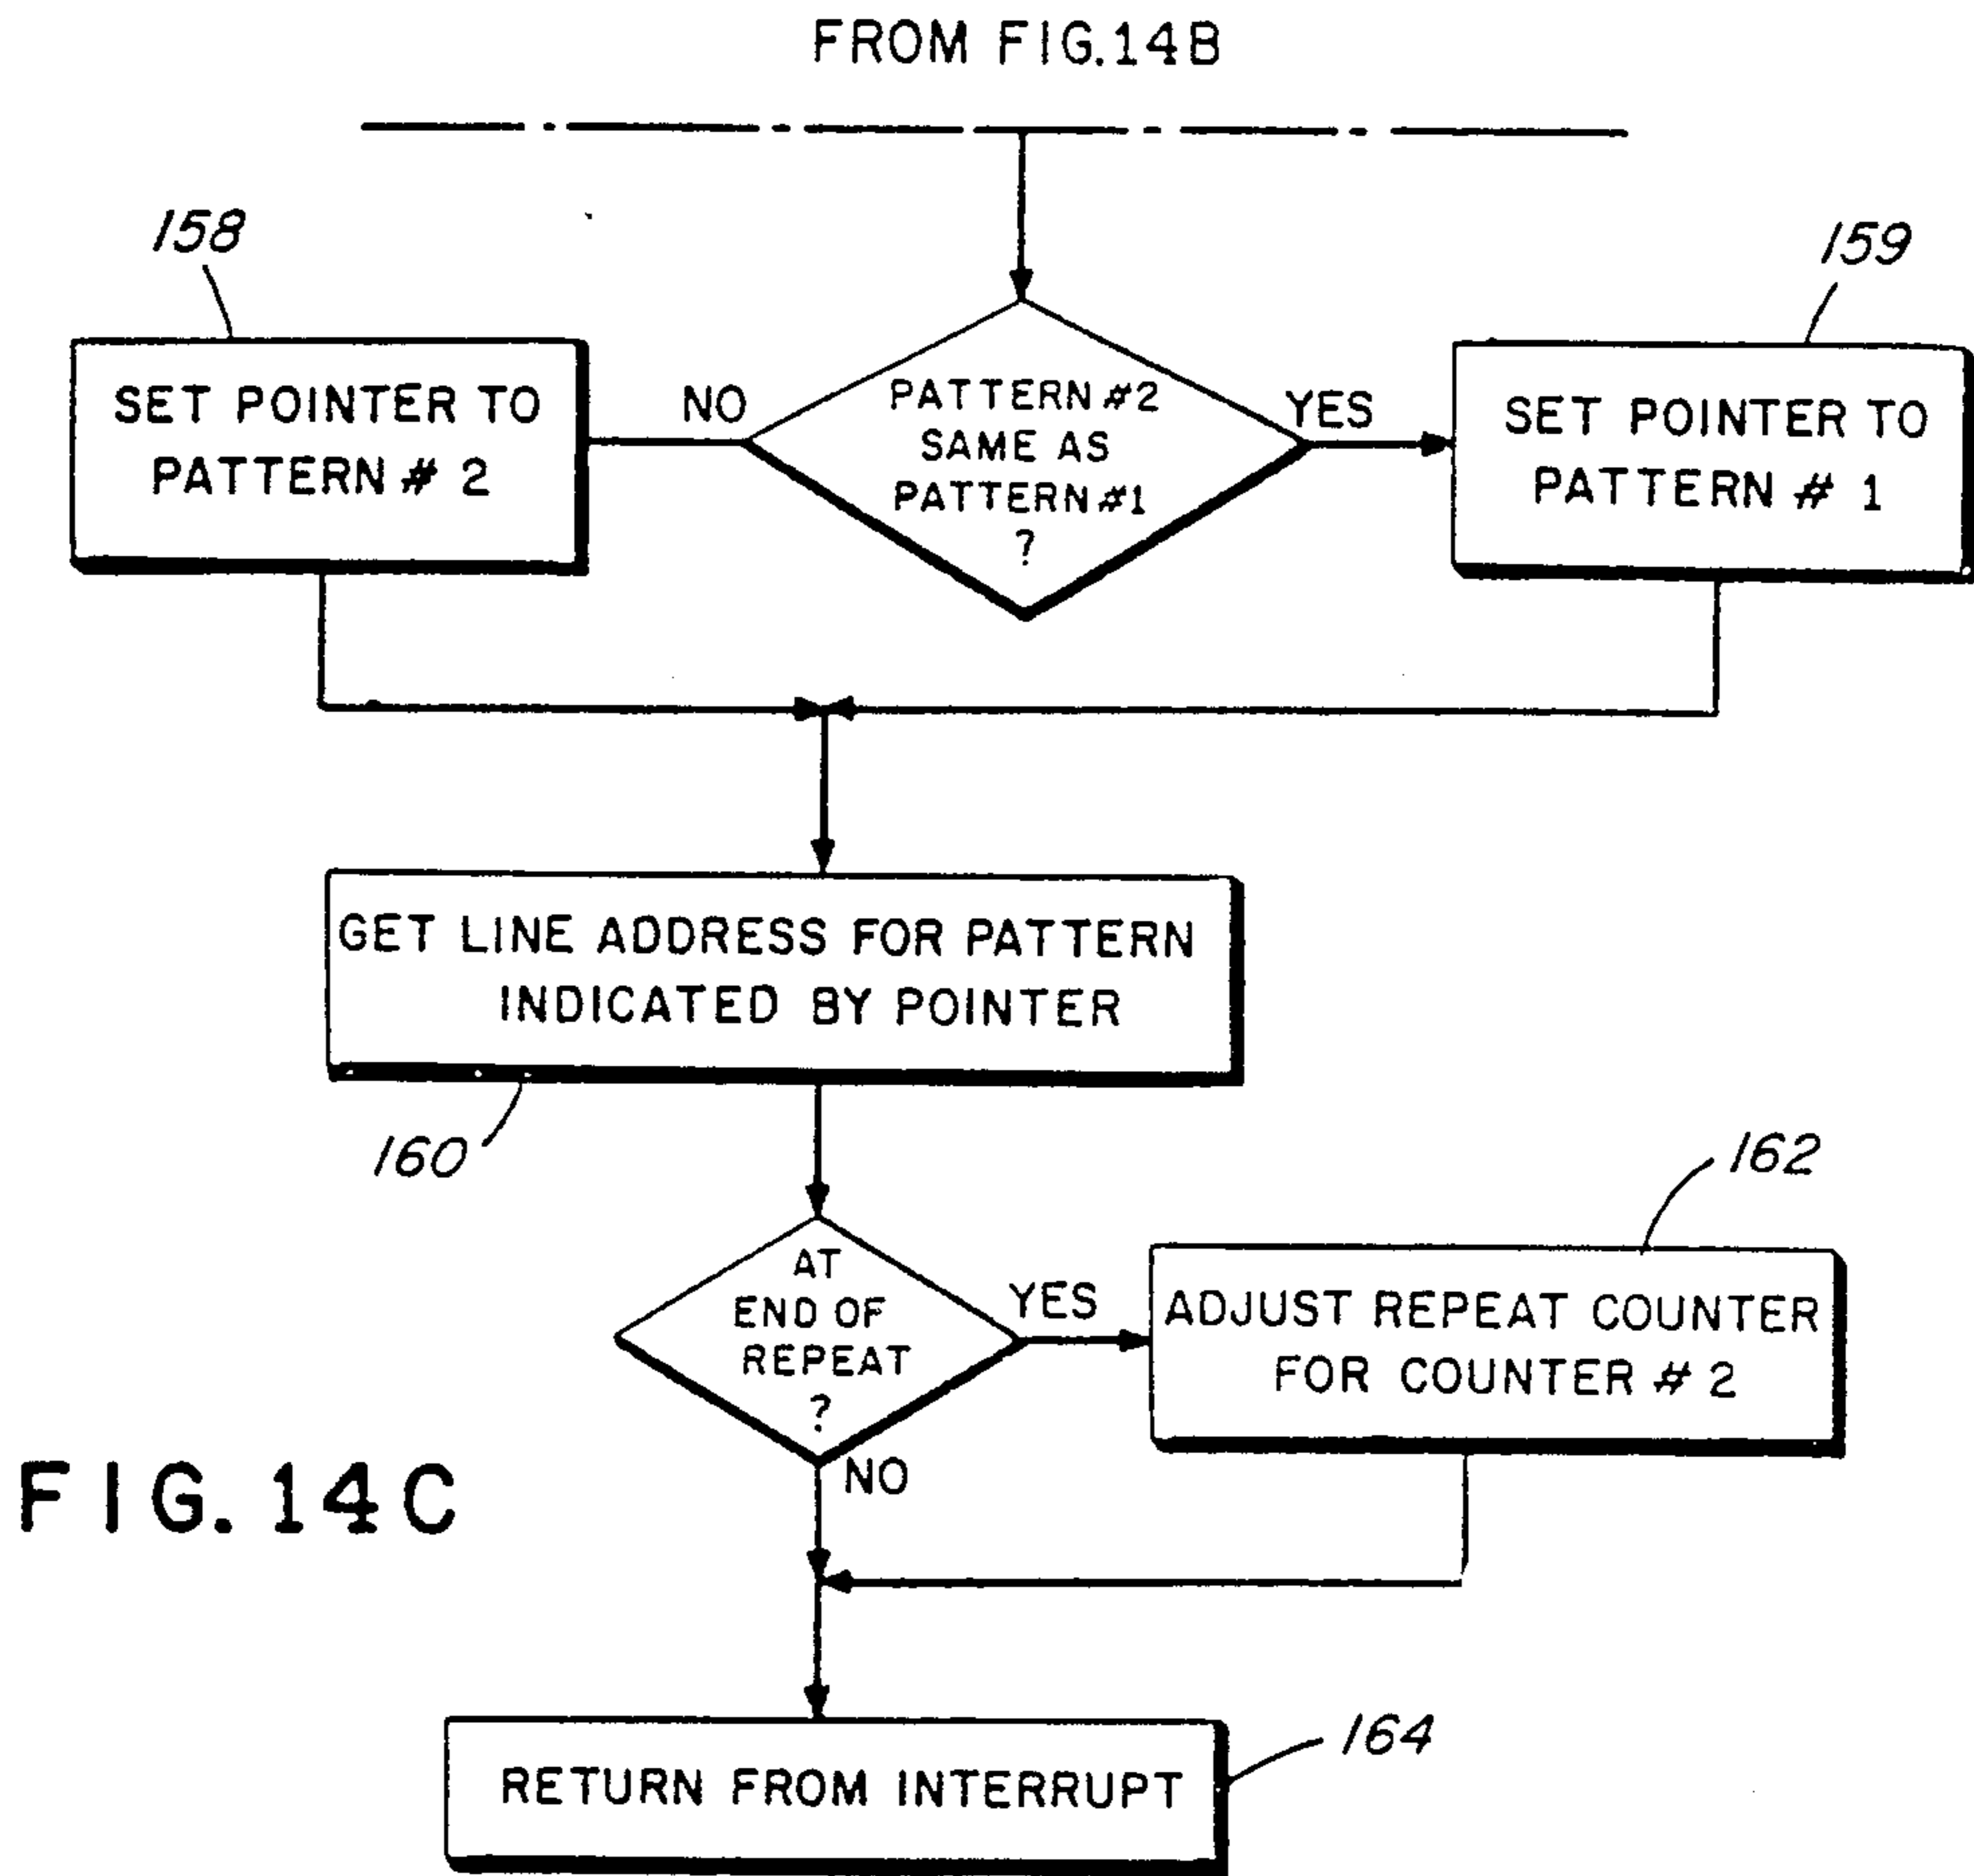 FROM FIG.14B
158
159
SET POINTER TO
PATTERN # 2
NO
PATTERN #2
SAME AS
PATTERN #1
?
YES
SET POINTER TO
PATTERN # 1
GET LINE ADDRESS FOR PATTERN
INDICATED BY POINTER
160
162
AT
END OF
REPEAT
?
YES
NO
ADJUST REPEAT COUNTER
FOR COUNTER # 2
FIG. 14C
164
RETURN FROM INTERRUPT